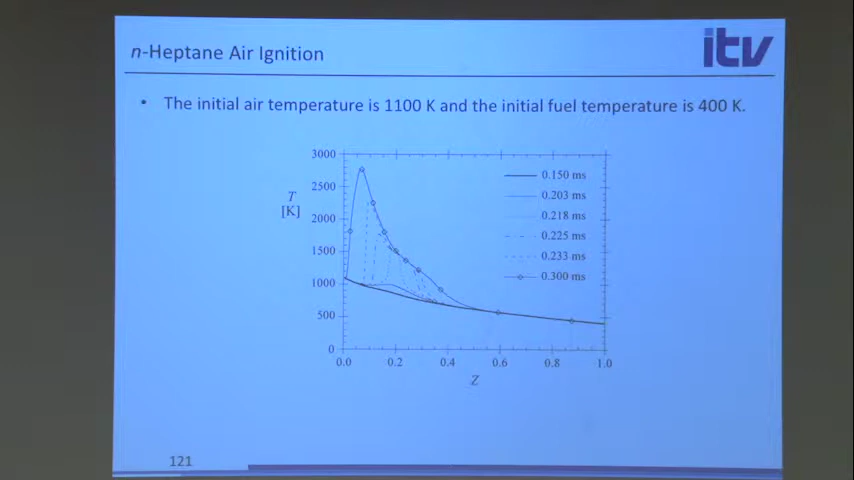 n-Heptane Air Ignition
itv
• The initial air temperature is 1100 K and the initial fuel temperature is 400 K.
3000
2500
2000
1500
1000
500
0
T
[K]
0.150 ms
0.203 ms
0.218 ms
0.225 ms
0.233 ms
0.300 ms
0.0 0.2 0.4 0.6 0.8 1.0
Z
121